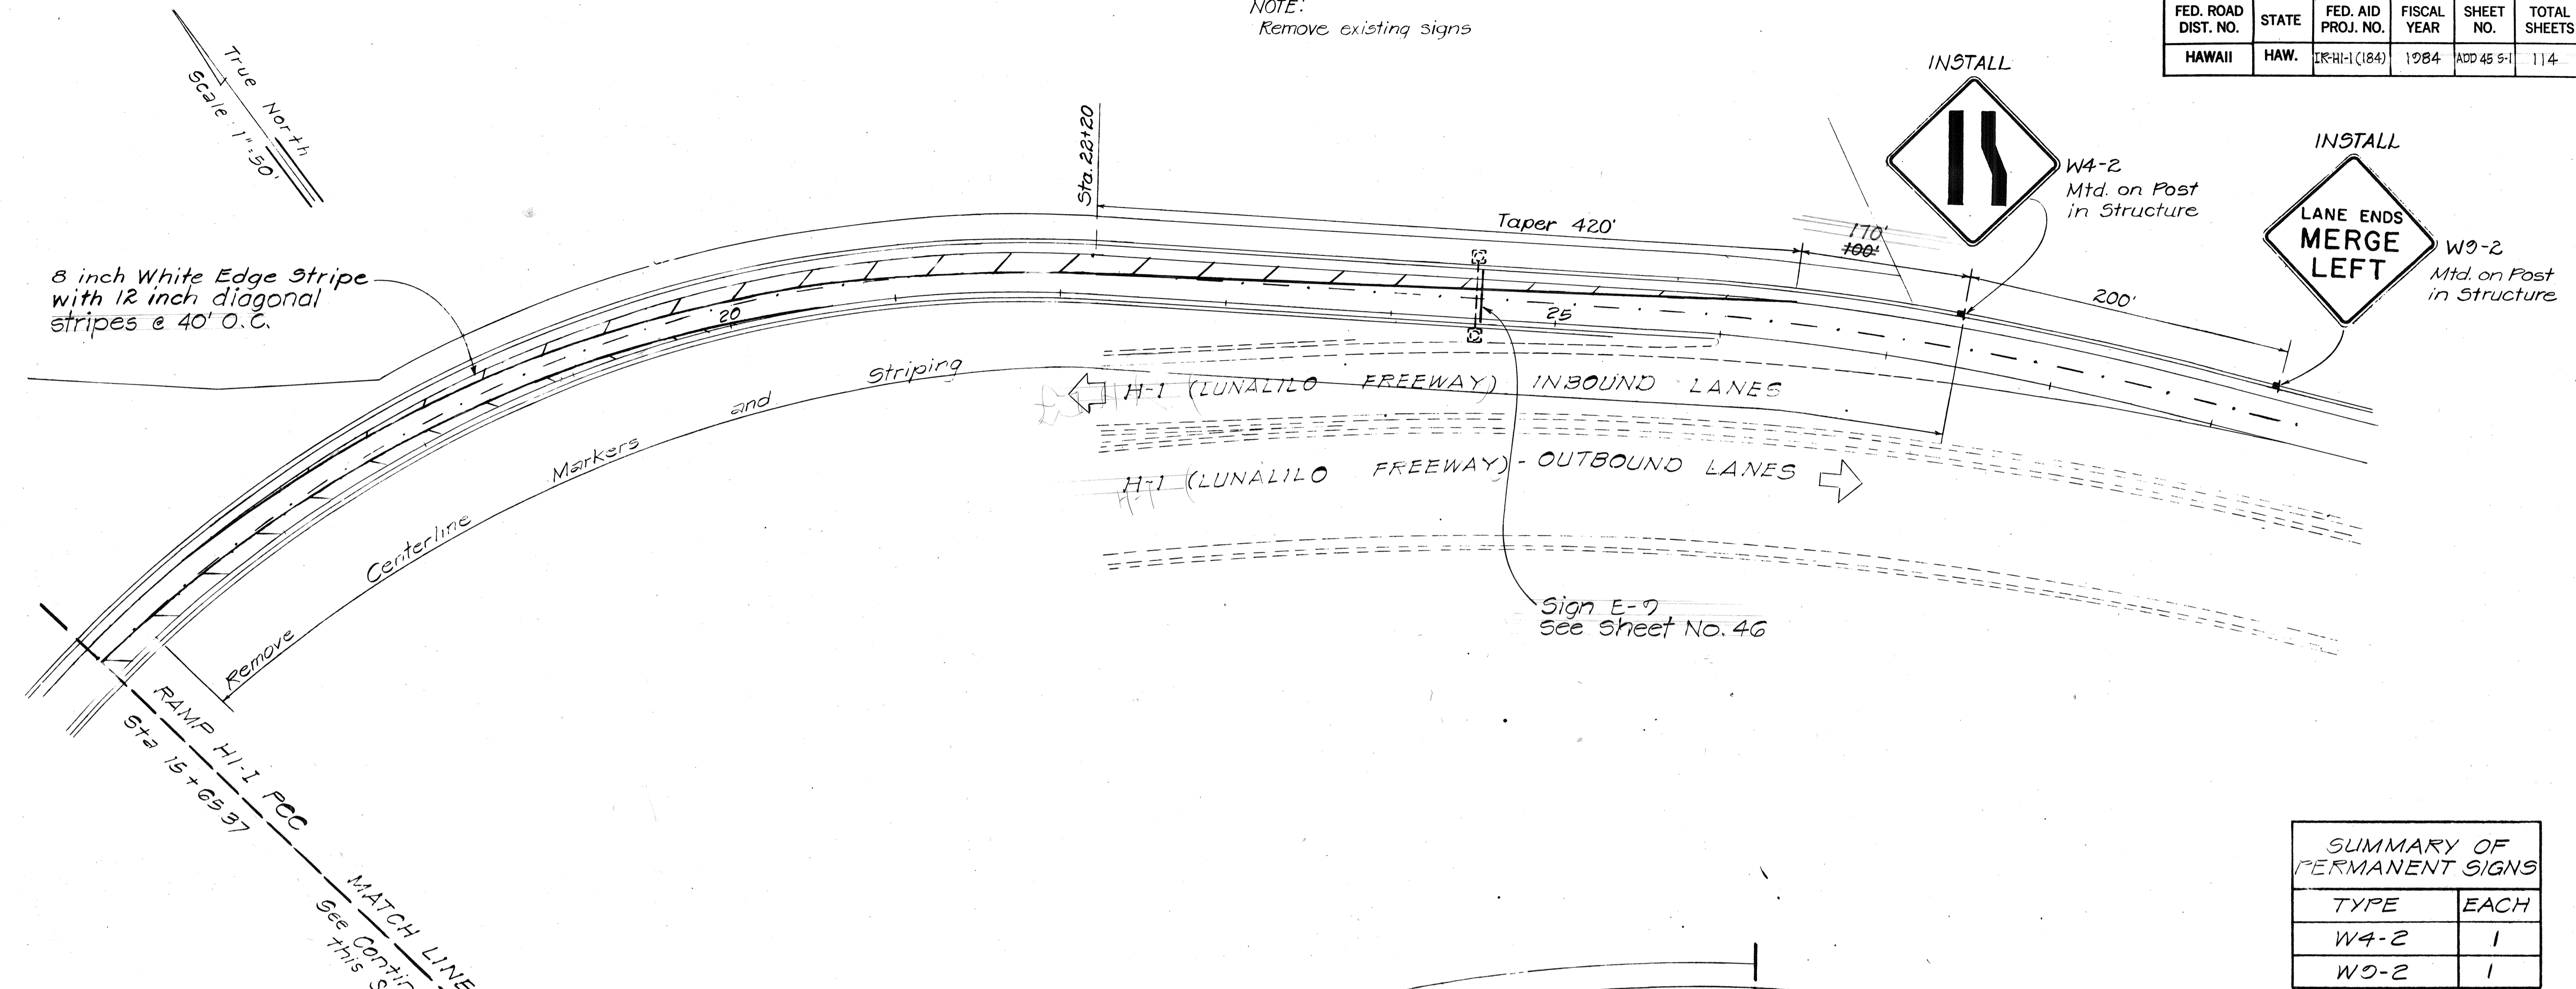 NOTE:
Remove existing signs
FED. ROAD DIST. NO.
STATE
FED. AID PROJ. NO.
FISCAL YEAR
SHEET NO.
TOTAL SHEETS
HAWAII
HAW.
IR-HI-1(184)
1984
ADD 45 S-1
114
True North
Scale: 1"=50'
INSTALL
W4-2
Mtd. on Post
in Structure
INSTALL
LANE ENDS
MERGE
LEFT
W9-2
Mtd. on Post
in Structure
Sta. 22+20
Taper 420'
170'
100'
200'
8 inch White Edge Stripe
with 12 inch diagonal
stripes @ 40' O.C.
20
25
Remove Centerline Markers and Striping
H-1 (LUNALILO FREEWAY) INBOUND LANES
H-1 (LUNALILO FREEWAY) - OUTBOUND LANES
Sign E-9
See Sheet No. 46
RAMP HI-I PCC
Sta 15+65.37
MATCH LINE
See
this
SUMMARY OF
PERMANENT SIGNS
TYPE EACH
W4-2 1
W9-2 1